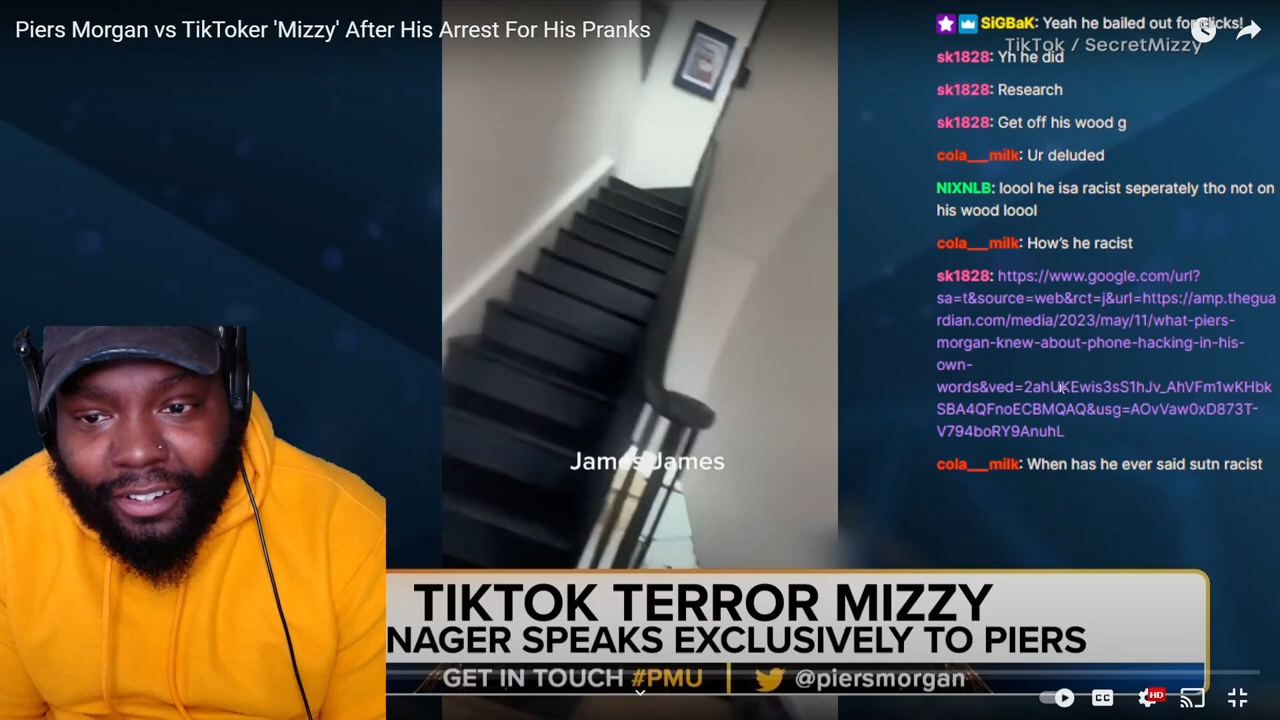 Piers Morgan vs TikToker 'Mizzy' After His Arrest For His Pranks
SiGBaK: Yeah he bailed out for clicks!
TikTok / SecretMizzy
sk1828: Yh he did
sk1828: Research
sk1828: Get off his wood g
cola___milk: Ur deluded
NIXNLB: loool he isa racist seperately tho not on
his wood loool
cola___milk: How's he racist
sk1828: https://www.google.com/url?
sa=t&source=web&rct=j&url=https://amp.thegua
rdian.com/media/2023/may/11/what-piers-
morgan-knew-about-phone-hacking-in-his-
own-
words&ved=2ahUKEwis3sS1hJv_AhVFm1wKHbk
SBA4QFnoECBMQAQ&usg=AOvVaw0xD873T-
V794boRY9AnuhL
cola___milk: When has he ever said sutn racist
James James
TIKTOK TERROR MIZZY
NAGER SPEAKS EXCLUSIVELY TO PIERS
GET IN TOUCH #PMU @piersmorgan
CC HD